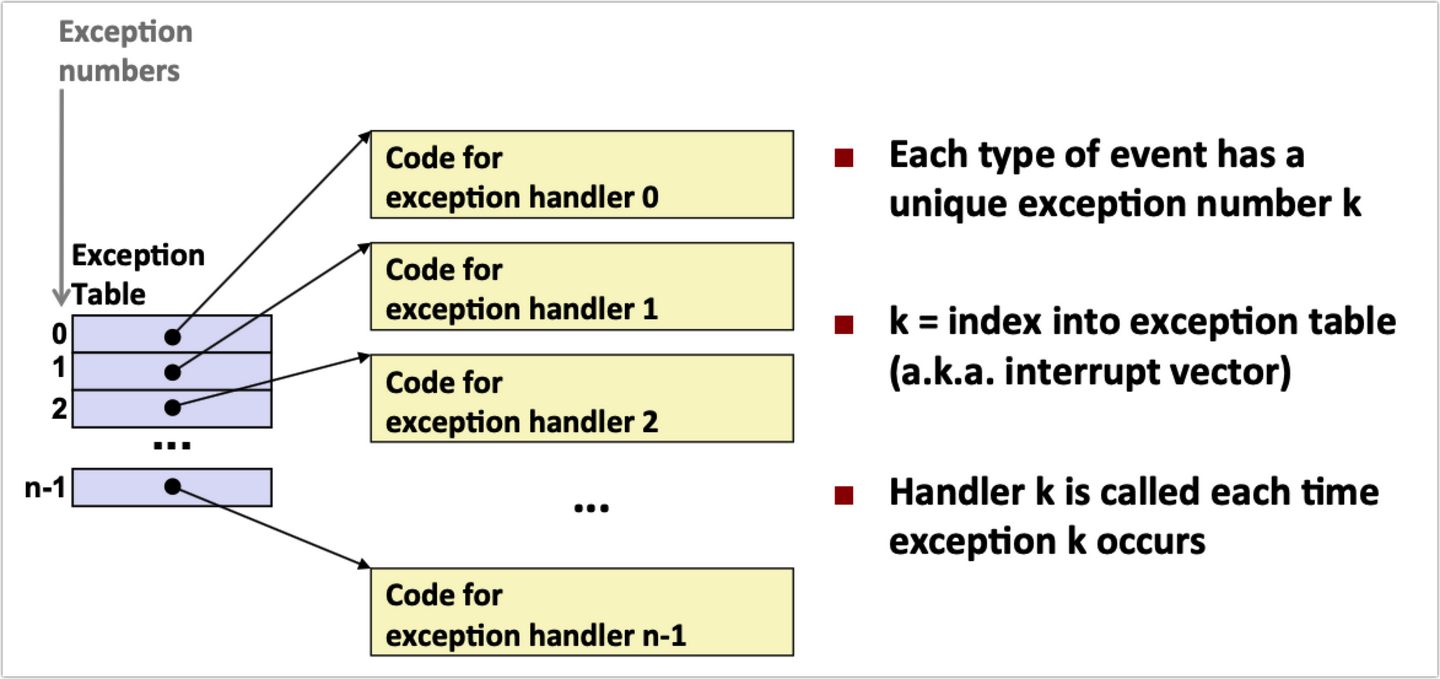 Exception
numbers
Exception
Table
0
1
2
...
n-1
Code for
exception handler 0
Code for
exception handler 1
Code for
exception handler 2
...
Code for
exception handler n-1
Each type of event has a
unique exception number k
k = index into exception table
(a.k.a. interrupt vector)
Handler k is called each time
exception k occurs